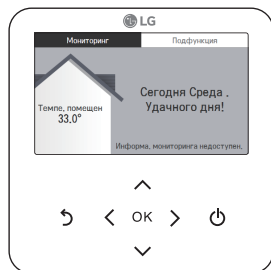 LG
Мониторинг
Подфункция
Сегодня Среда .
Удачного дня!
Темпе, помещен
33,0°
Информа, мониторинга недоступен,
OK